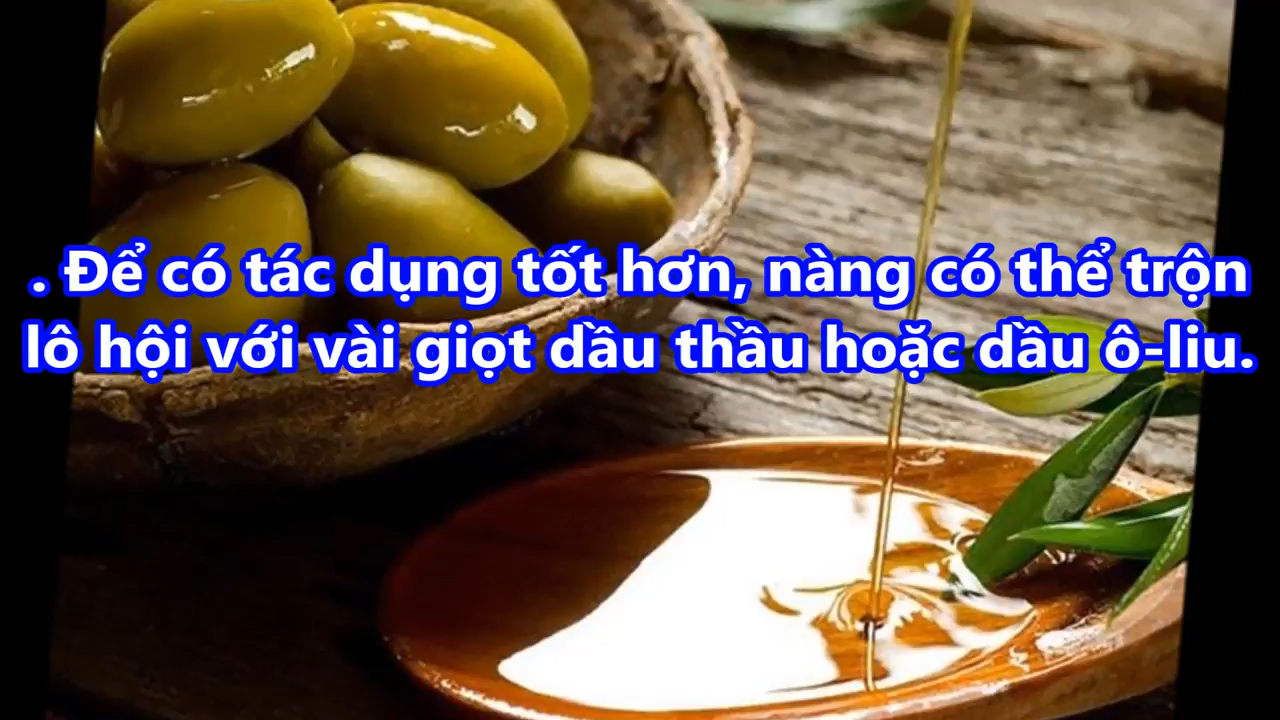 . Để có tác dụng tốt hơn, nàng có thể trộn
lô hội với vài giọt dầu thầu hoặc dầu ô-liu.